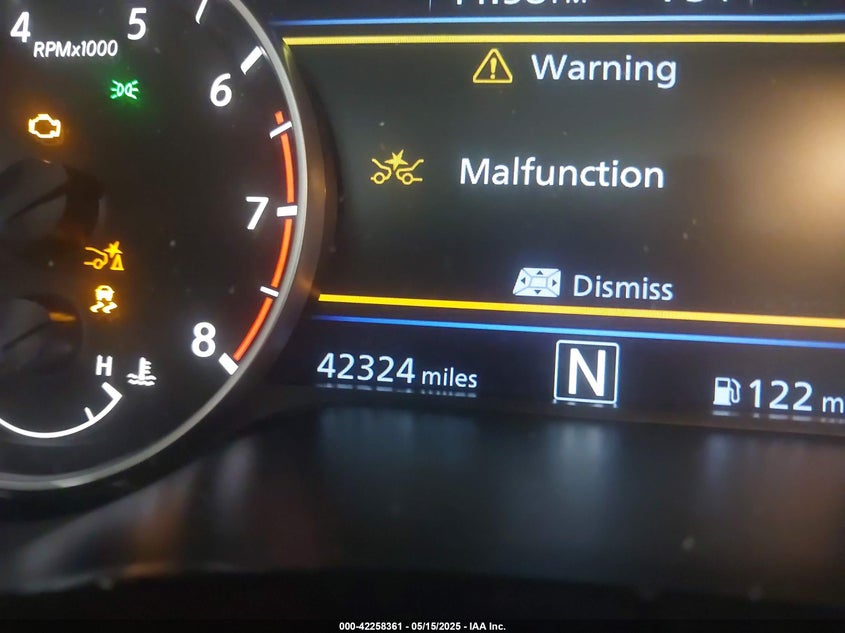 4
5
RPMx1000
6
7
8
H
Warning
Malfunction
Dismiss
42324 miles
N
122 m
000-42258361 - 05/15/2025 - IAA Inc.